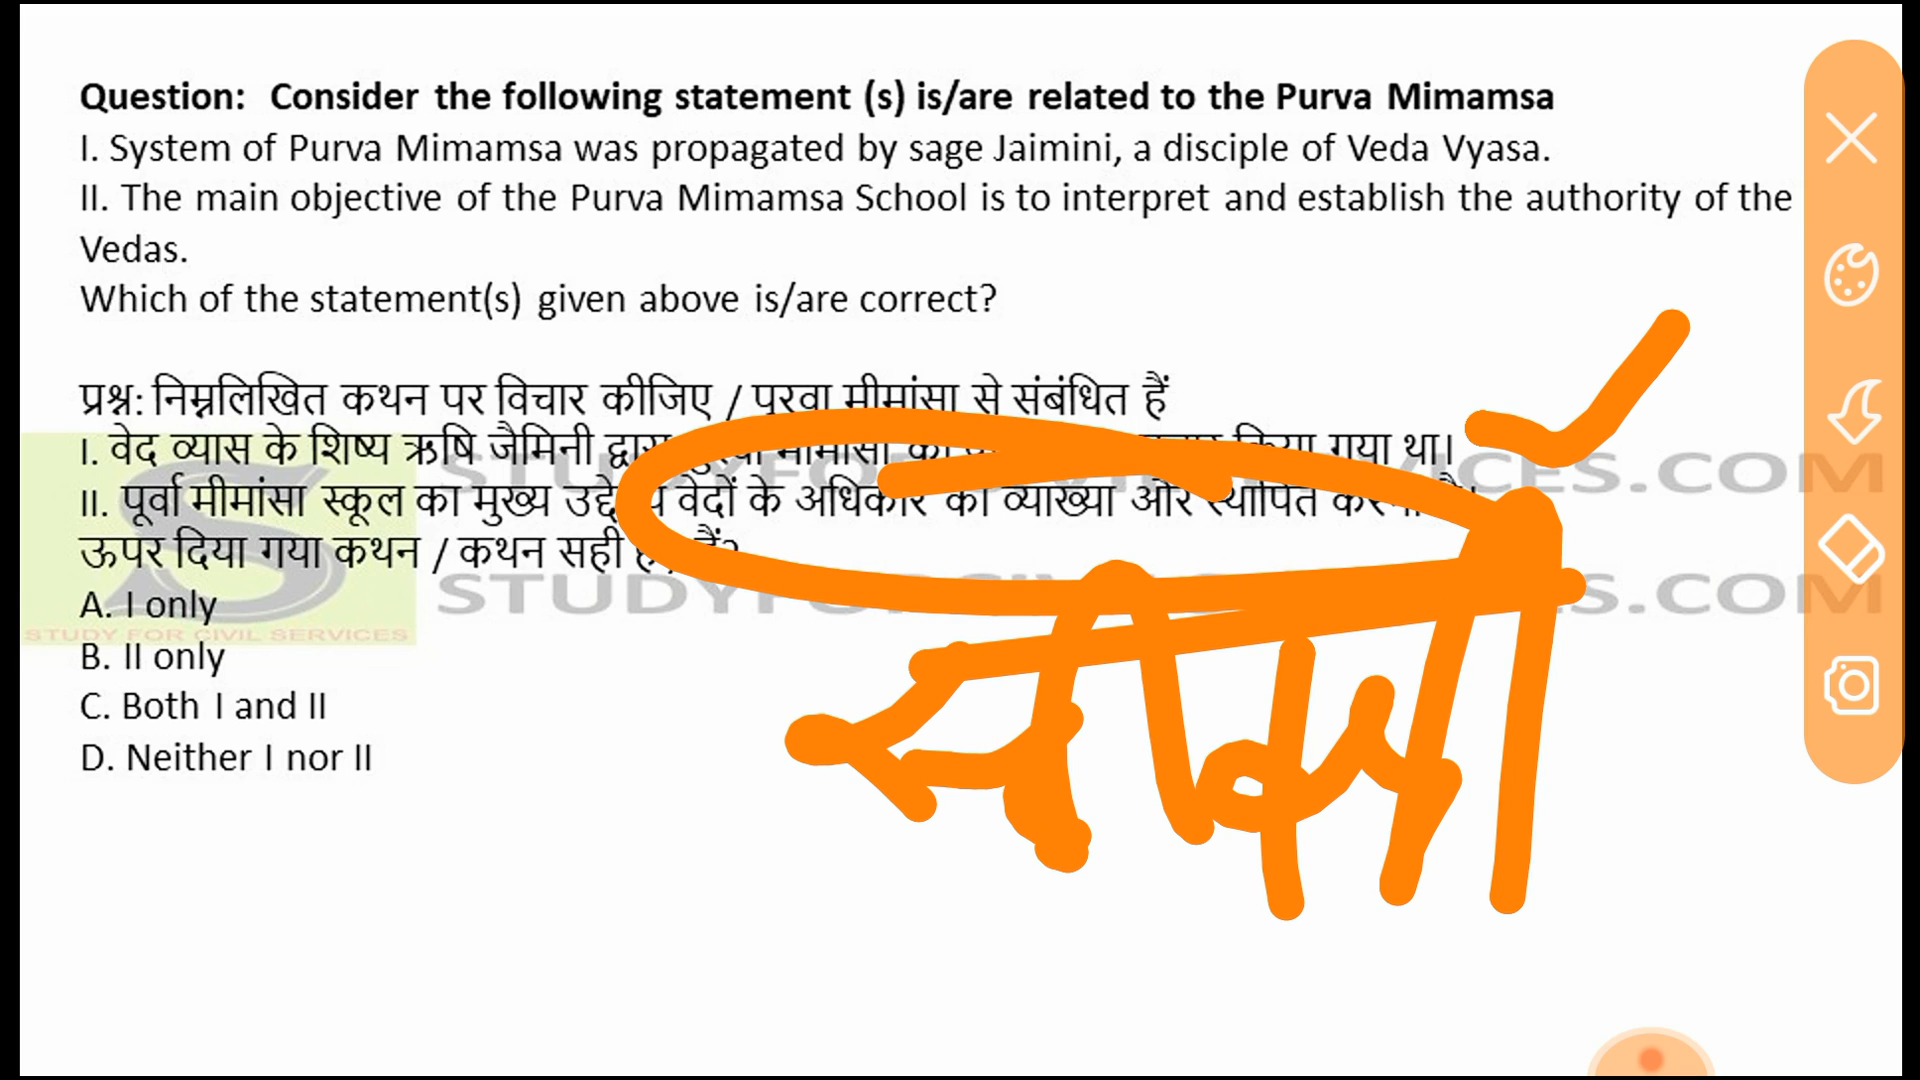 Question: Consider the following statement (s) is/are related to the Purva Mimamsa
I. System of Purva Mimamsa was propagated by sage Jaimini, a disciple of Veda Vyasa.
II. The main objective of the Purva Mimamsa School is to interpret and establish the authority of the
Vedas.
Which of the statement(s) given above is/are correct?
प्रश्न: निम्नलिखित कथन पर विचार कीजिए / पूरवा मीमांसा से संबंधित हैं
I. वेद व्यास के शिष्य ऋषि जैमिनी द्वारा मीमांसा किया गया था।
II. पूर्वा मीमांसा स्कूल का मुख्य उद्देश्य वेदों के अधिकार की व्याख्या और स्थापित
ऊपर दिया गया कथन / कथन सही
A. I only
B. II only
C. Both I and II
D. Neither I nor II
STUDY FOR CIVIL SERVICES